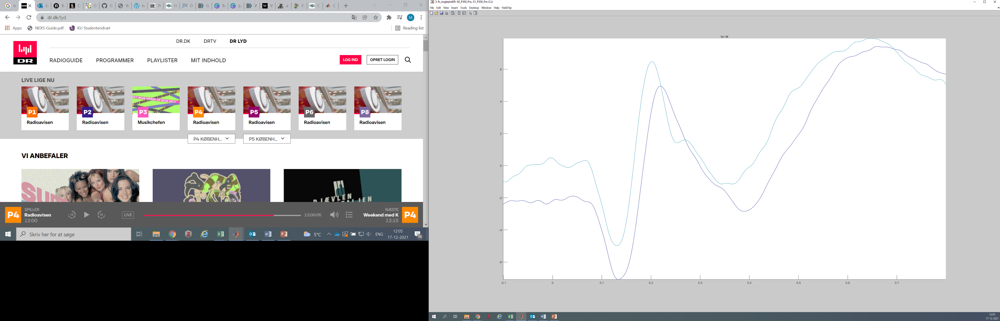 dr.dk/lyd
M
Apps
NEXS-Guide.pdf
KU Studenteridræt
Reading list
DR
DR.DK
DRTV
DR LYD
RADIOGUIDE
PROGRAMMER
PLAYLISTER
MIT INDHOLD
LOG IND
OPRET LOGIN
LIVE LIGE NU
DET MAN HØRER ER MAN SELV
P1
P2
P3
P4
P5
P6
P8
Radioavisen
Radioavisen
Musikchefen
Radioavisen
Radioavisen
Radioavisen
Radioavisen
P4 KØBENH...
P5 KØBENH...
VI ANBEFALER
P4
SPILLER
Radioavisen
12:00
15
15
LIVE
12:00:05
NÆSTE
Weekend med K
12:15
P4
Skriv her for at søge
5°C
ENG
12:05
17-12-2021
18
3: ft_singleplotER: G0_P300_Pre, G1_P300_Pre (Cz)
File Edit View Insert Tools Desktop Window Help FieldTrip
Cz / 30
6
4
2
0
-2
-4
-6
-0.1 0 0.1 0.2 0.3 0.4 0.5 0.6 0.7
12:05
17-12-2021